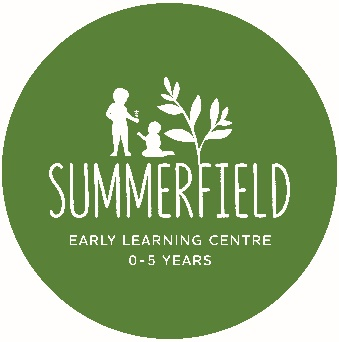 SUMMERFIELD
EARLY LEARNING CENTRE
0-5 YEARS